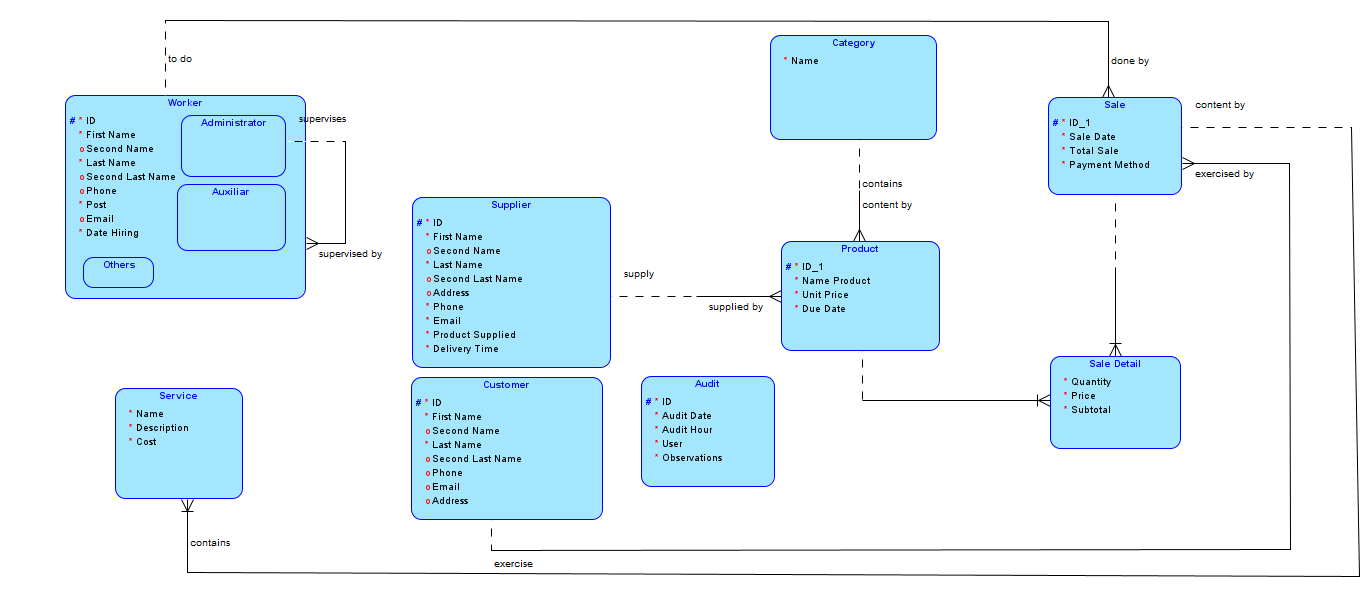 to do
Worker
# * ID
* First Name
o Second Name
* Last Name
o Second Last Name
o Phone
* Post
o Email
* Date Hiring
Administrator
Auxiliar
Others
supervises
supervised by
Category
* Name
contains
content by
done by
Sale
# * ID_1
* Sale Date
* Total Sale
* Payment Method
content by
exercised by
Supplier
# * ID
* First Name
o Second Name
* Last Name
o Second Last Name
o Address
* Phone
* Email
* Product Supplied
* Delivery Time
supply
supplied by
Product
# * ID_1
* Name Product
* Unit Price
* Due Date
Sale Detail
* Quantity
* Price
* Subtotal
Service
* Name
* Description
* Cost
contains
Customer
# * ID
* First Name
o Second Name
* Last Name
o Second Last Name
o Phone
o Email
o Address
exercise
Audit
# * ID
* Audit Date
* Audit Hour
* User
* Observations